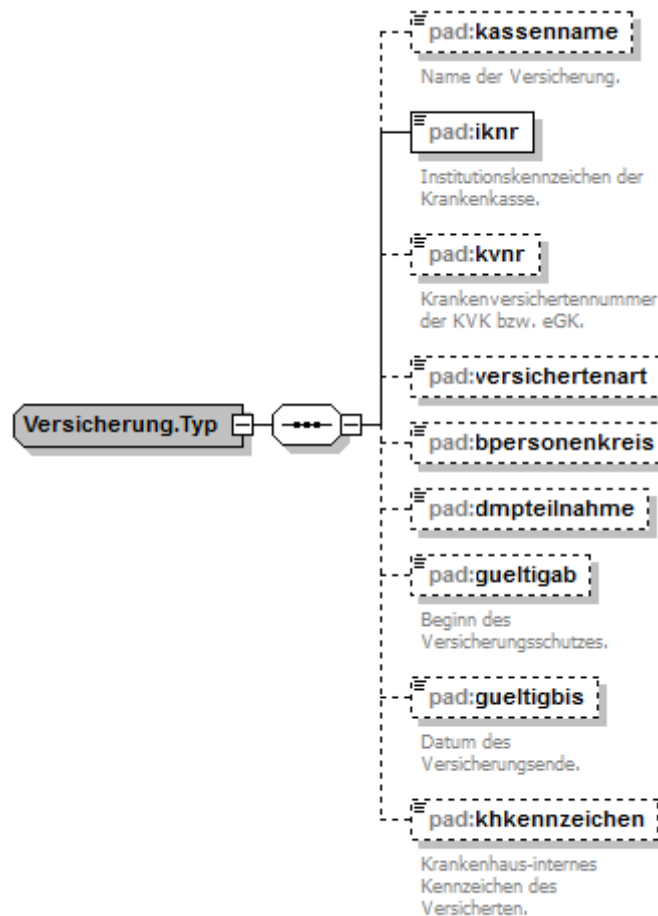 pad:kassenname
Name der Versicherung.
pad:iknr
Institutionskennzeichen der
Krankenkasse.
pad:kvnr
Krankenversichertennummer
der KVK bzw. eGK.
pad:versichertenart
Versicherung.Typ
pad:bpersonenkreis
pad:dmpteilnahme
pad:gueltigab
Beginn des
Versicherungsschutzes.
pad:gueltigbis
Datum des
Versicherungsende.
pad:khkennzeichen
Krankenhaus-internes
Kennzeichen des
Versicherten.